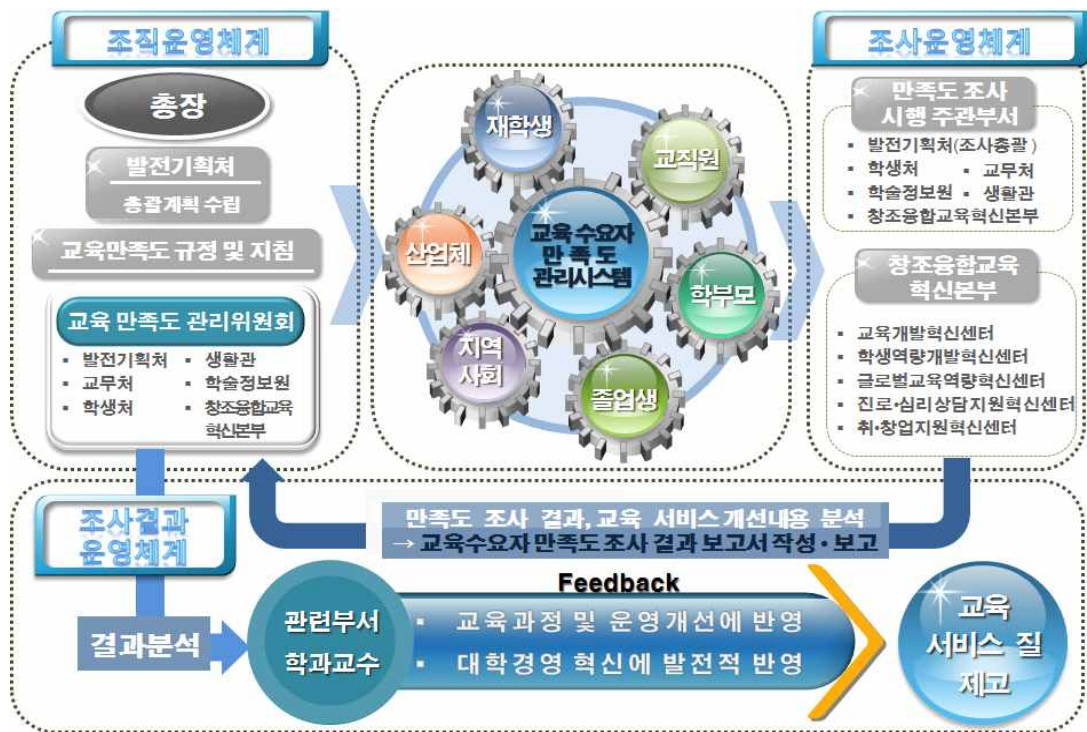 조직운영체계
총장
발전기획처
총괄계획 수립
교육만족도 규정 및 지침
교육 만족도 관리위원회
▪ 발전기획처
▪ 교무처
▪ 학생처
▪ 생활관
▪ 학술정보원
▪ 창조융합교육
혁신본부
재학생
교직원
산업체
교육 수요자
만 족 도
관리시스템
학부모
지역
사회
졸업생
조사운영체계
만족도 조사
시행 주관부서
▪ 발전기획처(조사총괄 )
▪ 학생처 ▪ 교무처
▪ 학술정보원 ▪ 생활관
▪ 창조융합교육혁신본부
창조융합교육
혁신본부
▪ 교육개발혁신센터
▪ 학생역량개발혁신센터
▪ 글로벌교육역량혁신센터
▪ 진로•심리상담지원혁신센터
▪ 취•창업지원혁신센터
조사결과
운영체계
만족도 조사 결과, 교육 서비스 개선내용 분석
→ 교육수요자 만족도 조사 결과 보고서 작성・보고
Feedback
결과분석
관련부서
학과교수
▪ 교육과정 및 운영개선에 반영
▪ 대학경영 혁신에 발전적 반영
교육
서비스 질
제고